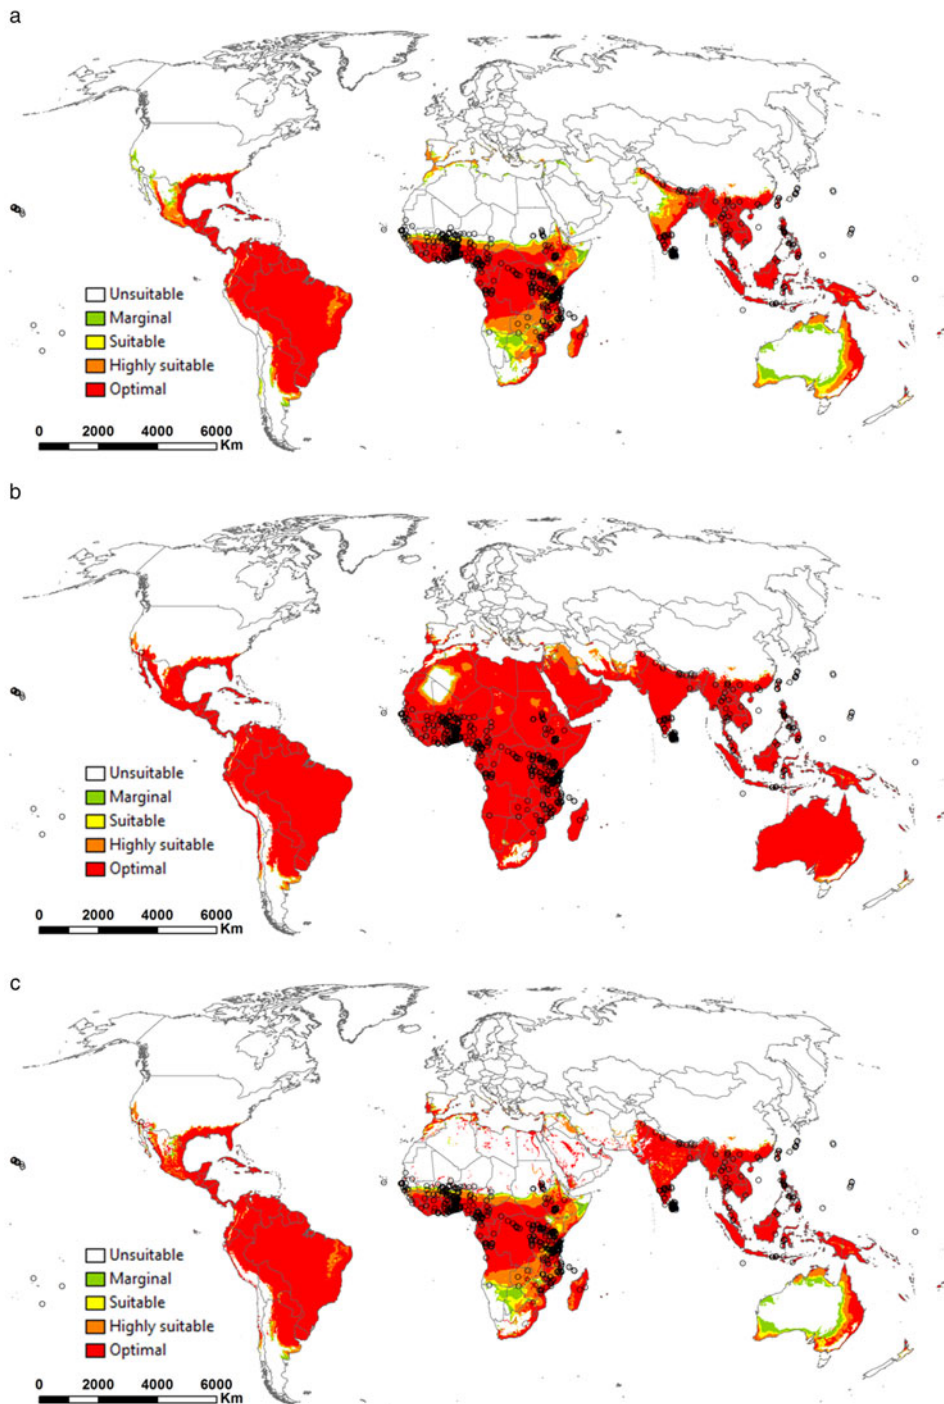 a
Unsuitable
Marginal
Suitable
Highly suitable
Optimal
0 2000 4000 6000
Km
b
Unsuitable
Marginal
Suitable
Highly suitable
Optimal
0 2000 4000 6000
Km
c
Unsuitable
Marginal
Suitable
Highly suitable
Optimal
0 2000 4000 6000
Km